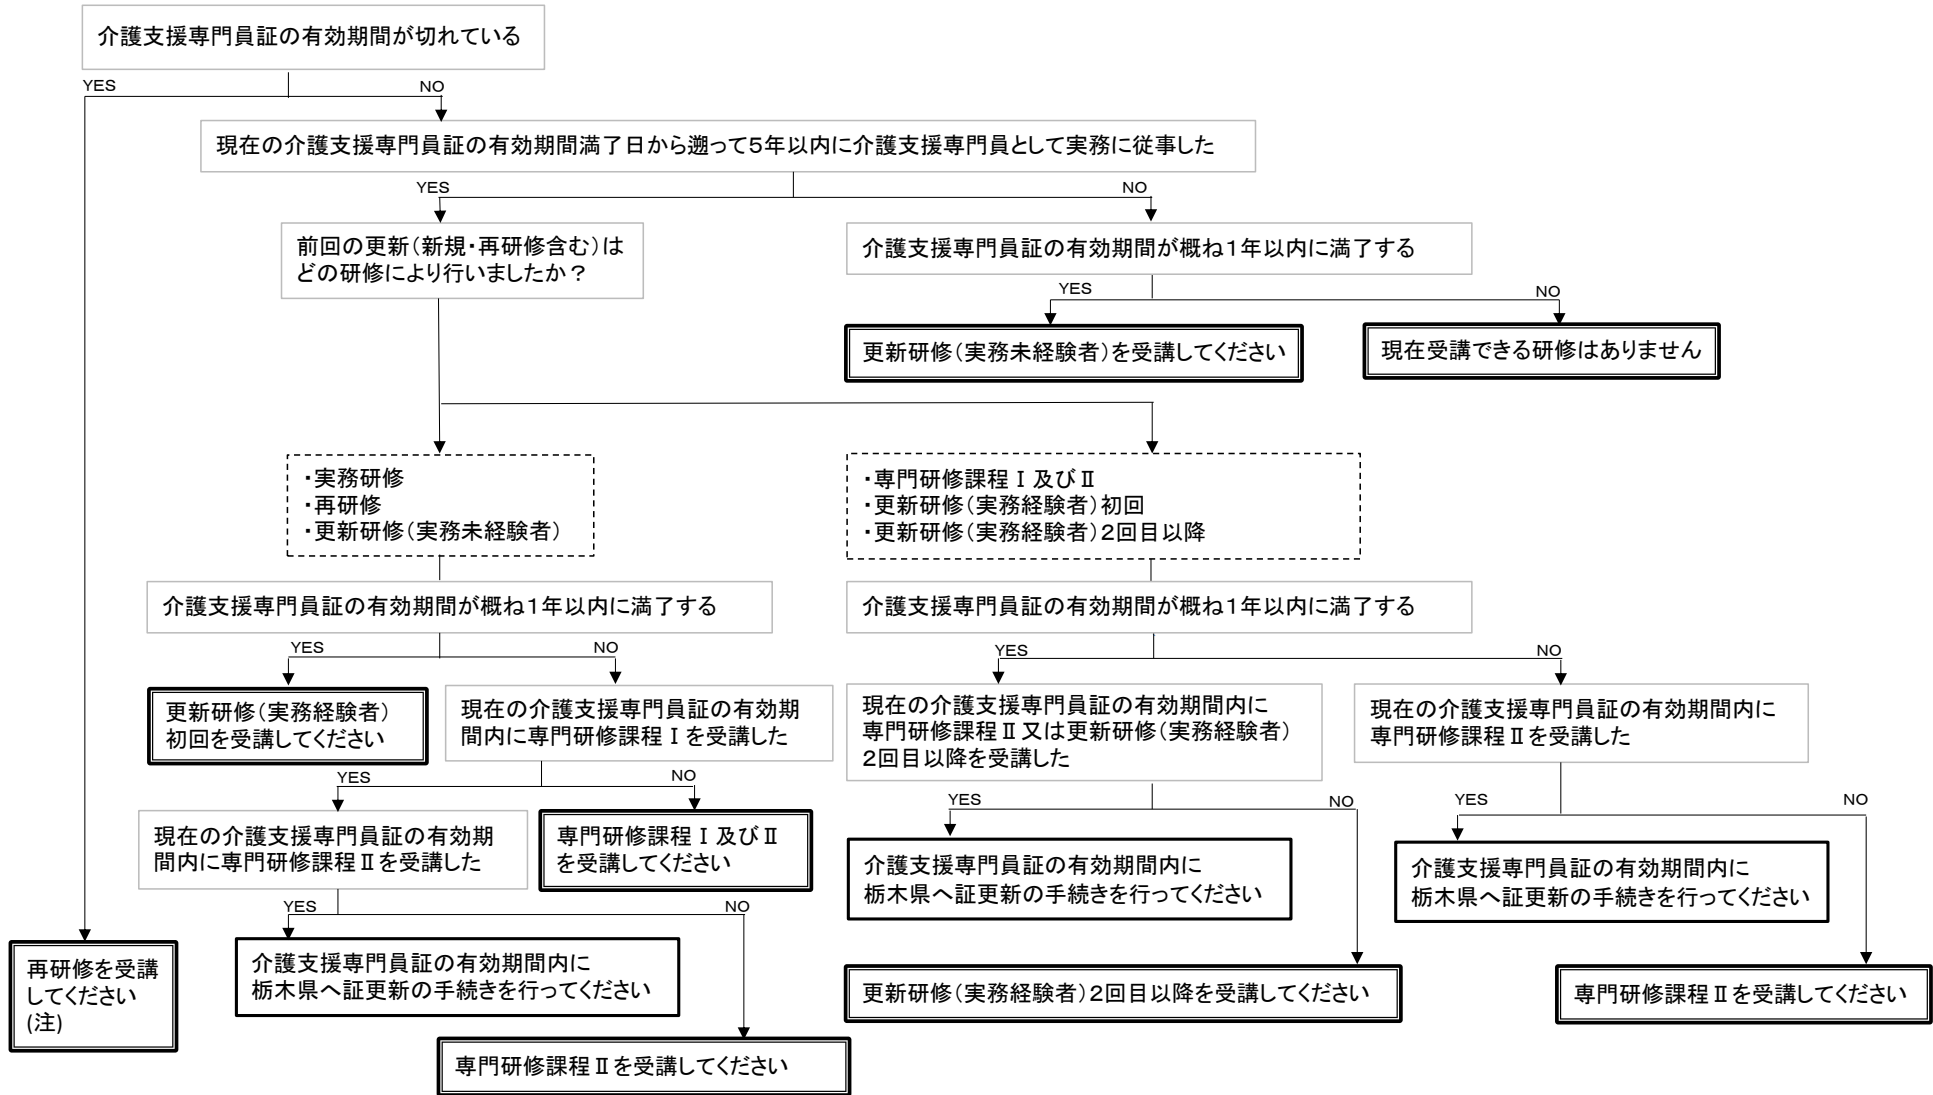 介護支援専門員証の有効期間が切れている
YES
NO
現在の介護支援専門員証の有効期間満了日から遡って5年以内に介護支援専門員として実務に従事した
YES
NO
前回の更新(新規・再研修含む)は
どの研修により行いましたか?
介護支援専門員証の有効期間が概ね1年以内に満了する
YES
NO
更新研修(実務未経験者)を受講してください
現在受講できる研修はありません
・実務研修
・再研修
・更新研修(実務未経験者)
・専門研修課程Ⅰ及びⅡ
・更新研修(実務経験者)初回
・更新研修(実務経験者)2回目以降
介護支援専門員証の有効期間が概ね1年以内に満了する
介護支援専門員証の有効期間が概ね1年以内に満了する
YES
NO
YES
NO
更新研修(実務経験者)
初回を受講してください
現在の介護支援専門員証の有効期
間内に専門研修課程Ⅰを受講した
現在の介護支援専門員証の有効期間内に
専門研修課程Ⅱ又は更新研修(実務経験者)
2回目以降を受講した
現在の介護支援専門員証の有効期間内に
専門研修課程Ⅱを受講した
YES
NO
YES
NO
YES
NO
現在の介護支援専門員証の有効期
間内に専門研修課程Ⅱを受講した
専門研修課程Ⅰ及びⅡ
を受講してください
介護支援専門員証の有効期間内に
栃木県へ証更新の手続きを行ってください
介護支援専門員証の有効期間内に
栃木県へ証更新の手続きを行ってください
YES
NO
再研修を受講
してください
(注)
介護支援専門員証の有効期間内に
栃木県へ証更新の手続きを行ってください
更新研修(実務経験者)2回目以降を受講してください
専門研修課程Ⅱを受講してください
専門研修課程Ⅱを受講してください